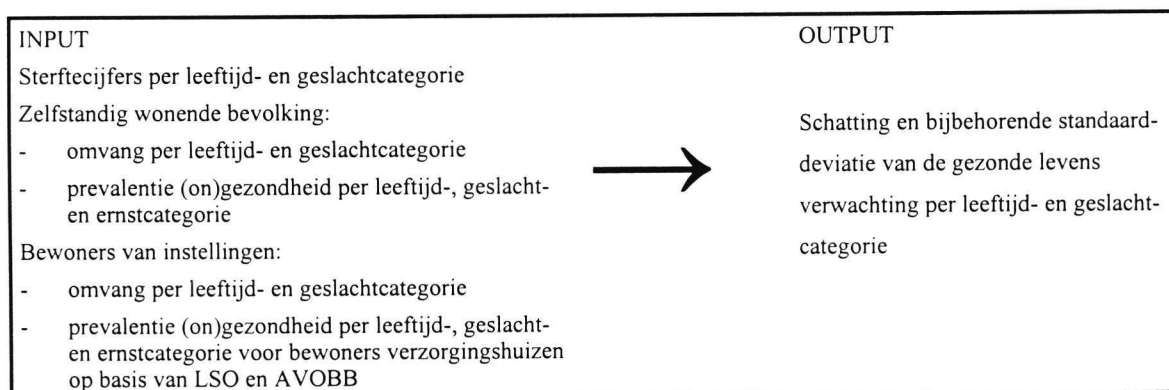 INPUT
Sterftecijfers per leeftijd- en geslachtcategorie
Zelfstandig wonende bevolking:
- omvang per leeftijd- en geslachtcategorie
- prevalentie (on)gezondheid per leeftijd-, geslacht-
en ernstcategorie
Bewoners van instellingen:
- omvang per leeftijd- en geslachtcategorie
- prevalentie (on)gezondheid per leeftijd-, geslacht-
en ernstcategorie voor bewoners verzorgingshuizen
op basis van LSO en AVOBB
OUTPUT
Schatting en bijbehorende standaard-
deviatie van de gezonde levens
verwachting per leeftijd- en geslacht-
categorie